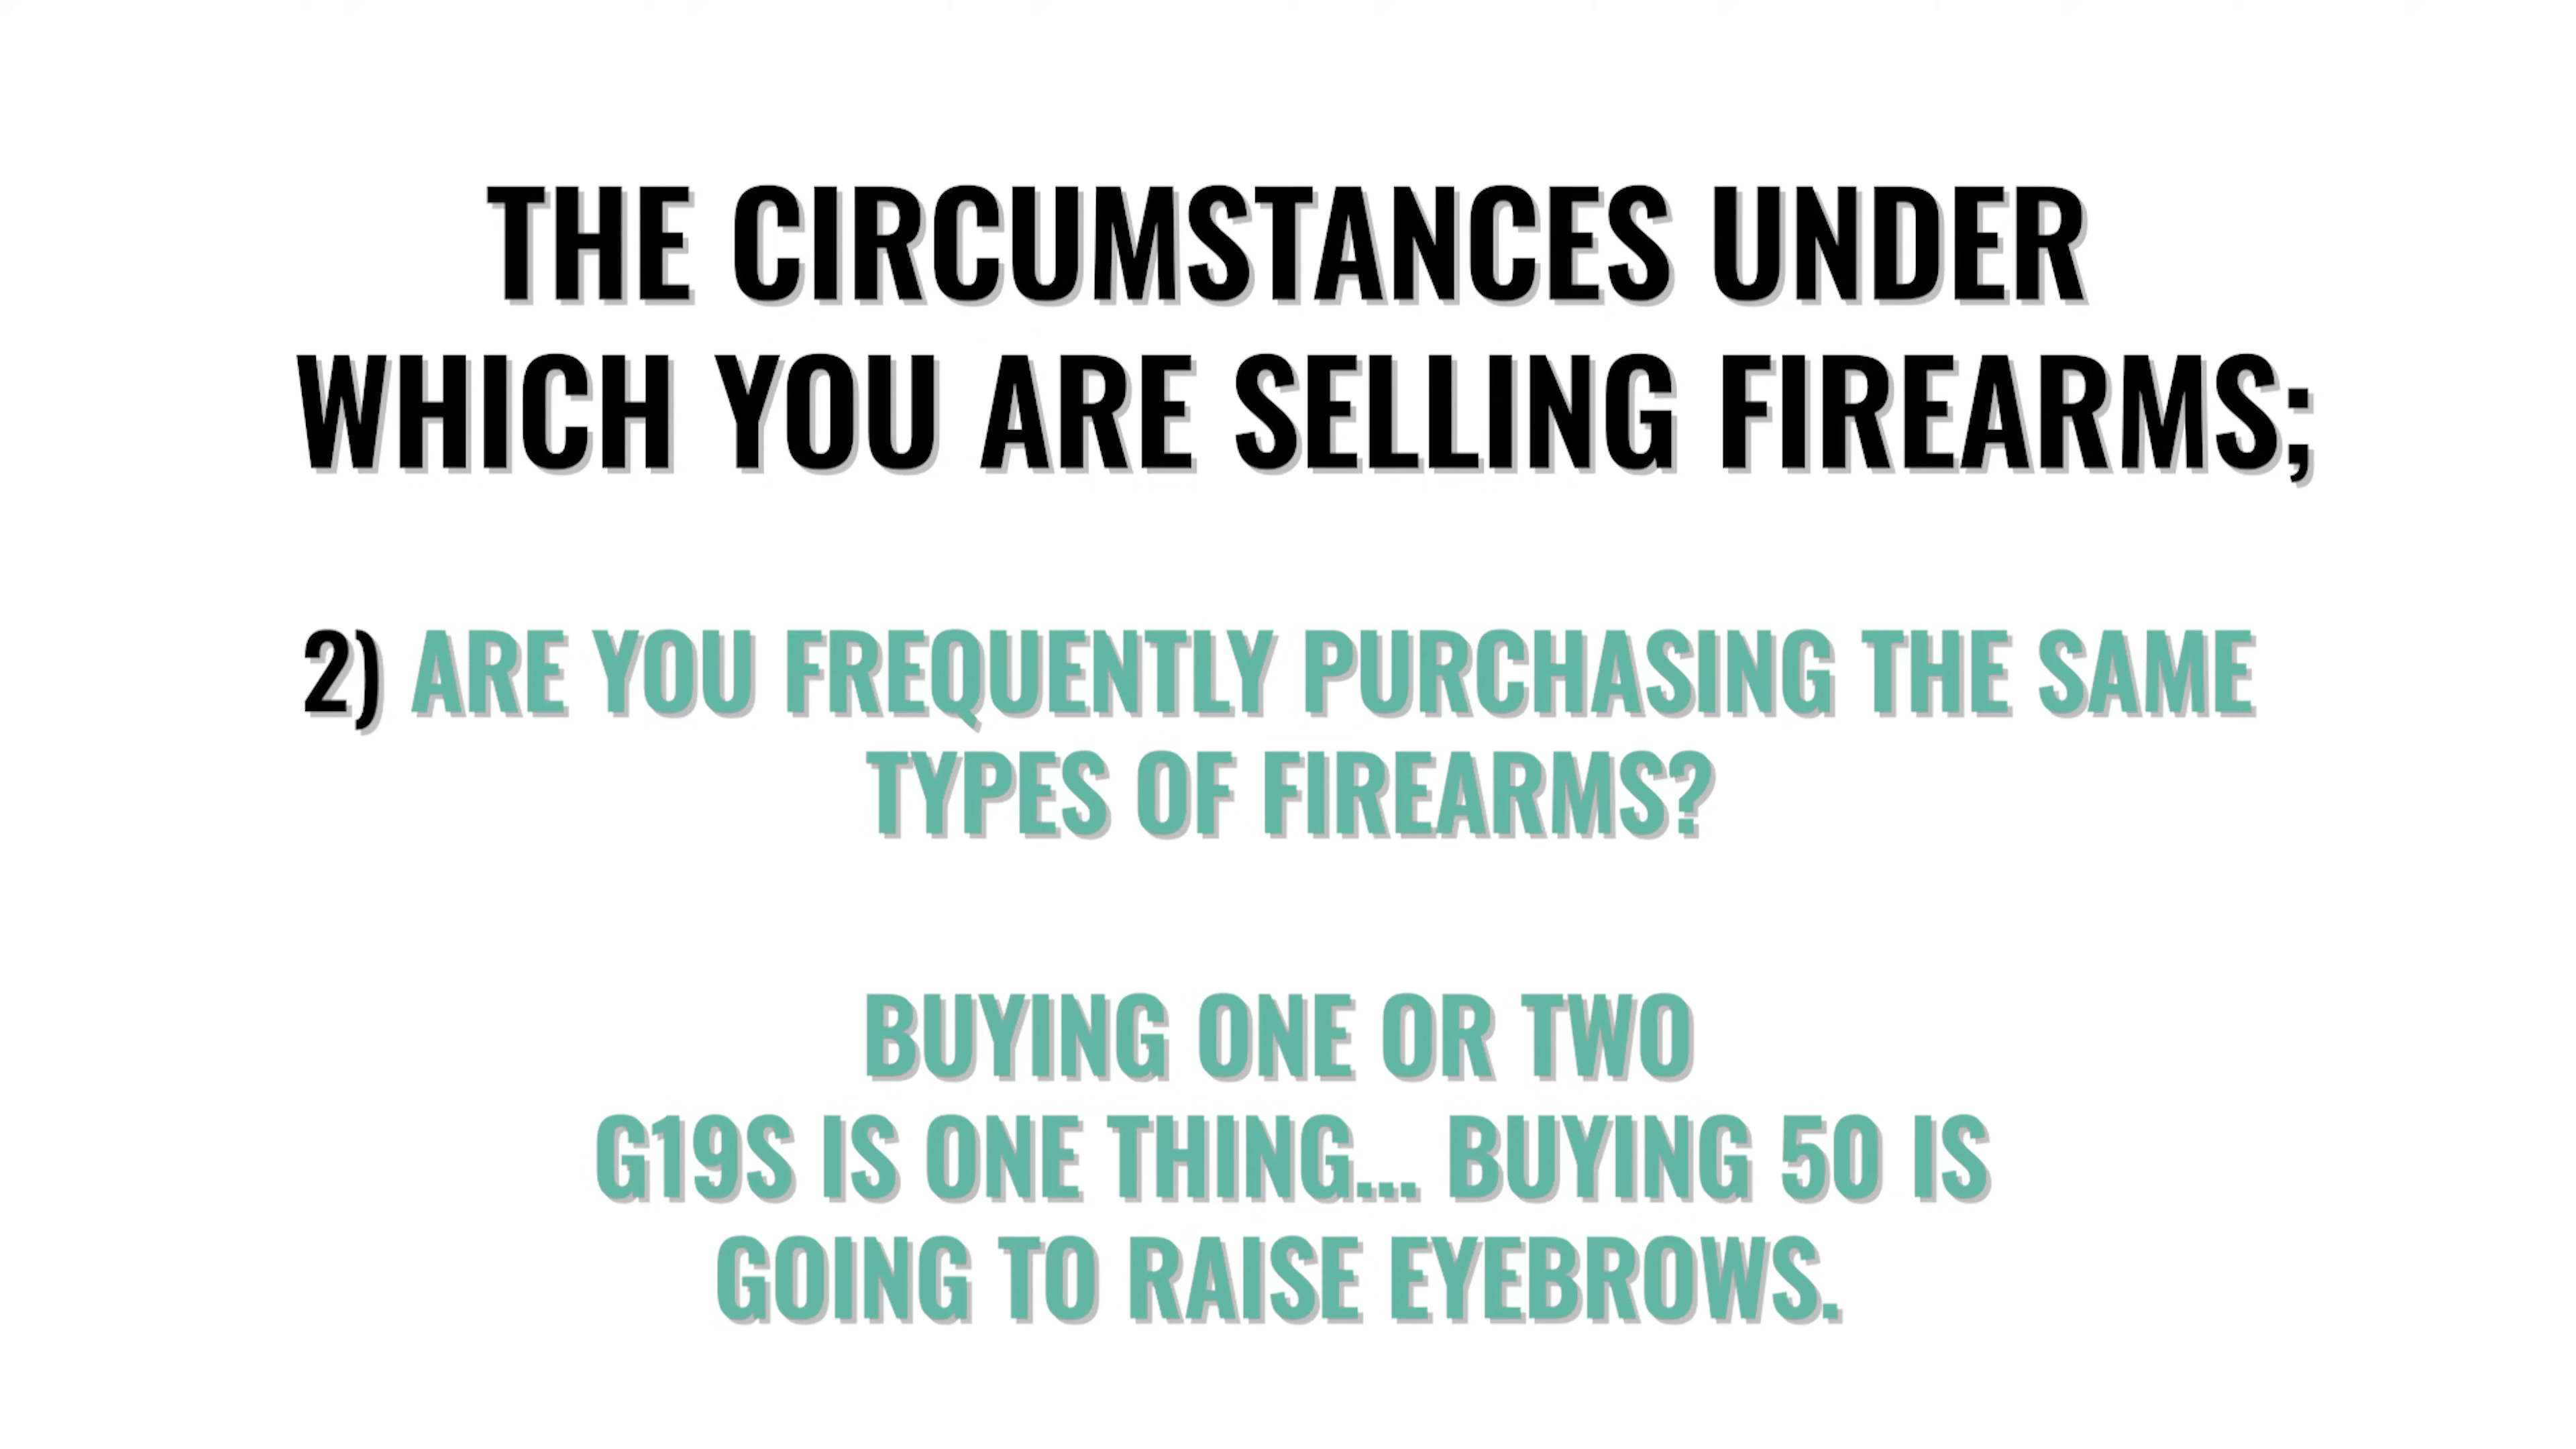 THE CIRCUMSTANCES UNDER
WHICH YOU ARE SELLING FIREARMS;
2) ARE YOU FREQUENTLY PURCHASING THE SAME
TYPES OF FIREARMS?
BUYING ONE OR TWO
G19S IS ONE THING... BUYING 50 IS
GOING TO RAISE EYEBROWS.